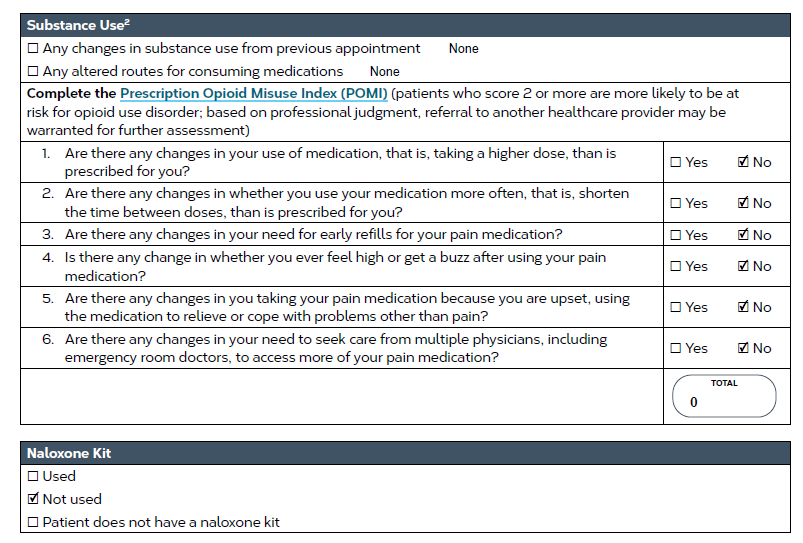 Substance Use²
☐ Any changes in substance use from previous appointment None
☐ Any altered routes for consuming medications None
Complete the Prescription Opioid Misuse Index (POMI) (patients who score 2 or more are more likely to be at
risk for opioid use disorder; based on professional judgment, referral to another healthcare provider may be
warranted for further assessment)
1. Are there any changes in your use of medication, that is, taking a higher dose, than is
prescribed for you?
☐ Yes ☑ No
2. Are there any changes in whether you use your medication more often, that is, shorten
the time between doses, than is prescribed for you?
☐ Yes ☑ No
3. Are there any changes in your need for early refills for your pain medication? ☐ Yes ☑ No
4. Is there any change in whether you ever feel high or get a buzz after using your pain
medication?
☐ Yes ☑ No
5. Are there any changes in you taking your pain medication because you are upset, using
the medication to relieve or cope with problems other than pain?
☐ Yes ☑ No
6. Are there any changes in your need to seek care from multiple physicians, including
emergency room doctors, to access more of your pain medication?
☐ Yes ☑ No
TOTAL
0
Naloxone Kit
☐ Used
☑ Not used
☐ Patient does not have a naloxone kit